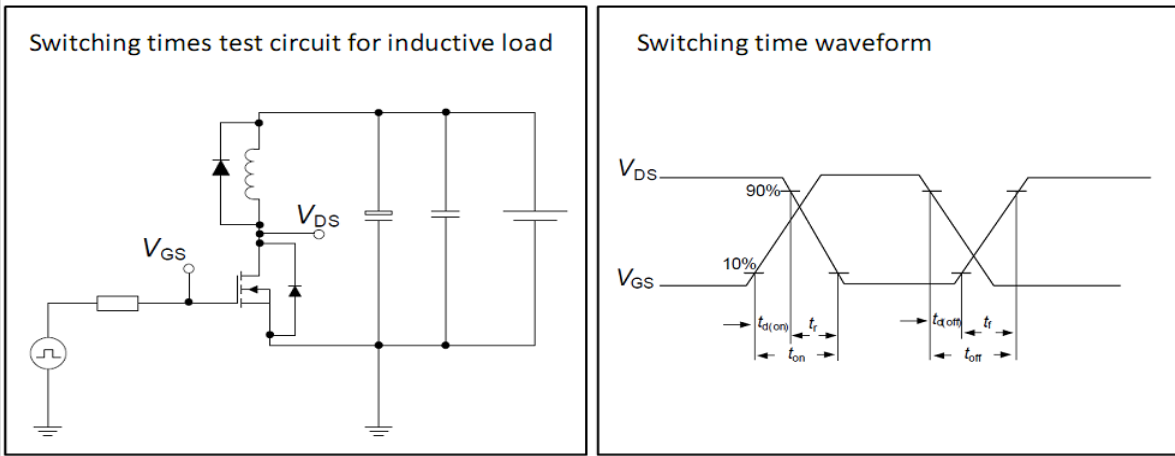 Switching times test circuit for inductive load
VDS
VGS
Switching time waveform
VDS
90%
10%
VGS
td(on) tr
td(off) tf
ton
toff